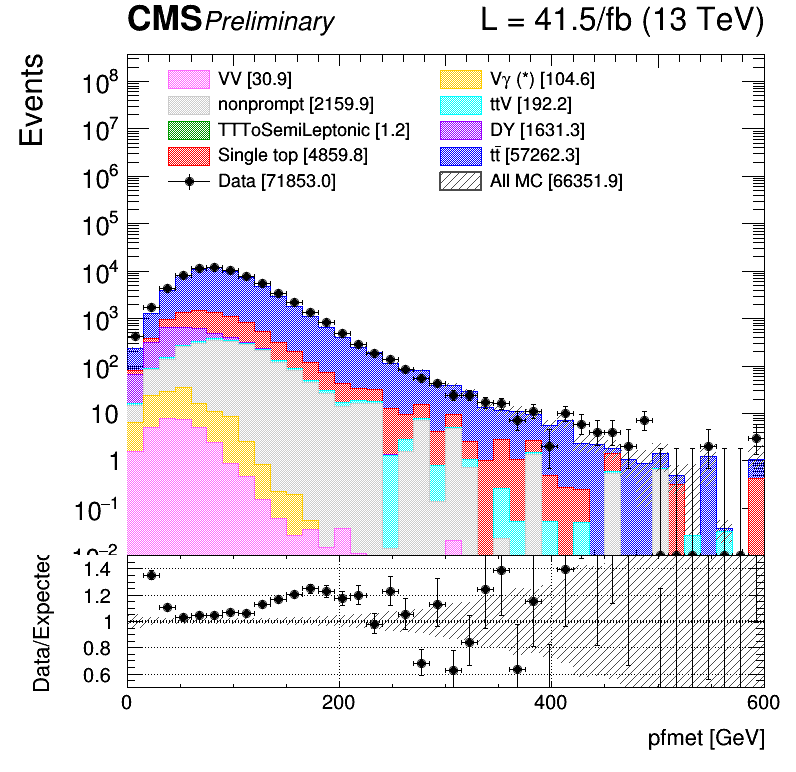 CMS Preliminary L = 41.5/fb (13 TeV)
Events
10⁸
10⁷
10⁶
10⁵
10⁴
10³
10²
10
1
10⁻¹
10⁻²
VV [30.9] Vγ (*) [104.6]
nonprompt [2159.9] ttV [192.2]
TTToSemiLeptonic [1.2] DY [1631.3]
Single top [4859.8] tt̄ [57262.3]
Data [71853.0] All MC [66351.9]
Data/Expected
1.4
1.2
1
0.8
0.6
0 200 400 600
pfmet [GeV]